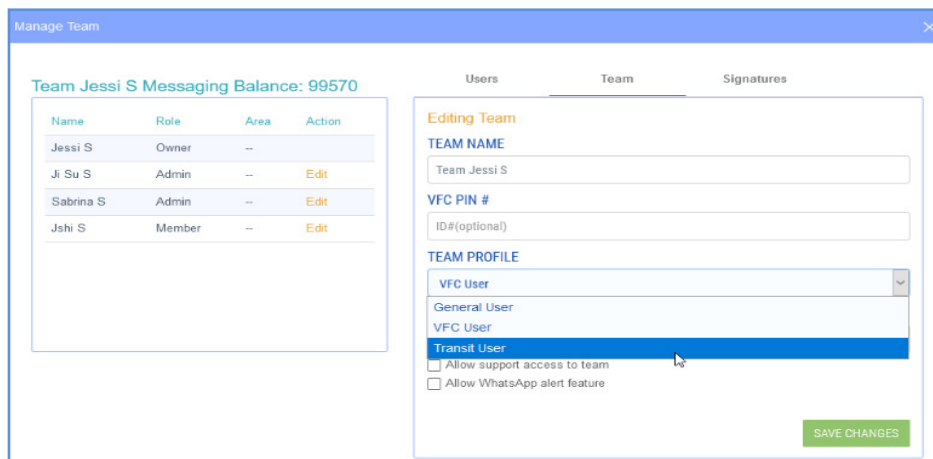 Manage Team
Team Jessi S Messaging Balance: 99570
Name Role Area Action
Jessi S Owner --
Ji Su S Admin -- Edit
Sabrina S Admin -- Edit
Jshi S Member -- Edit
Users Team Signatures
Editing Team
TEAM NAME
Team Jessi S
VFC PIN #
ID#(optional)
TEAM PROFILE
VFC User
General User
VFC User
Transit User
Allow support access to team
Allow WhatsApp alert feature
SAVE CHANGES